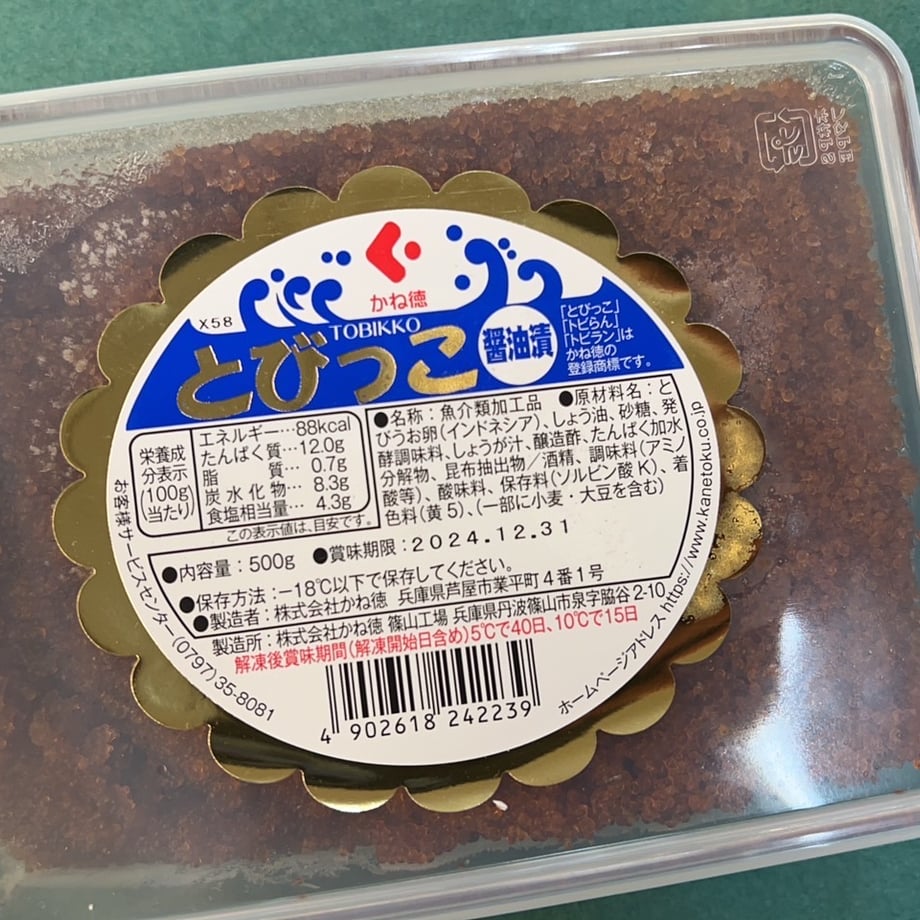 かね徳
X58
TOBIKKO
とびっこ
醤油漬
「とびっこ」
「トビらん」
「トビラン」は
かね徳の
登録商標です。
栄養成
分表示
(100g)
(当たり)
エネルギー…88kcal
たんぱく質…12.0g
脂　　質… 0.7g
炭水化物… 8.3g
食塩相当量… 4.3g
この表示値は、目安です。
●名称：魚介類加工品　●原材料名：と
びうお卵(インドネシア)、しょう油、砂糖、発
酵調味料、しょうが汁、醸造酢、たんぱく加水
分解物、昆布抽出物／酒精、調味料(アミノ
酸等)、酸味料、保存料(ソルビン酸K)、着
色料(黄5)、(一部に小麦・大豆を含む)
●内容量：500g　●賞味期限：2024.12.31
●保存方法：−18℃以下で保存してください。
●製造者：株式会社かね徳 兵庫県芦屋市業平町4番1号
製造所：株式会社かね徳 篠山工場 兵庫県丹波篠山市泉字脇谷2-10
解凍後賞味期間(解凍開始日含め)5℃で40日、10℃で15日
4 902618 242239
お客様サービスセンター(0797)35-8081
ホームページアドレス https://www.kanetoku.co.jp